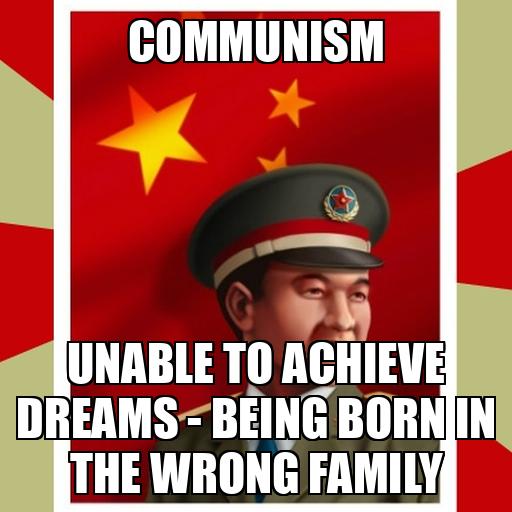 COMMUNISM
UNABLE TO ACHIEVE
DREAMS - BEING BORN IN
THE WRONG FAMILY